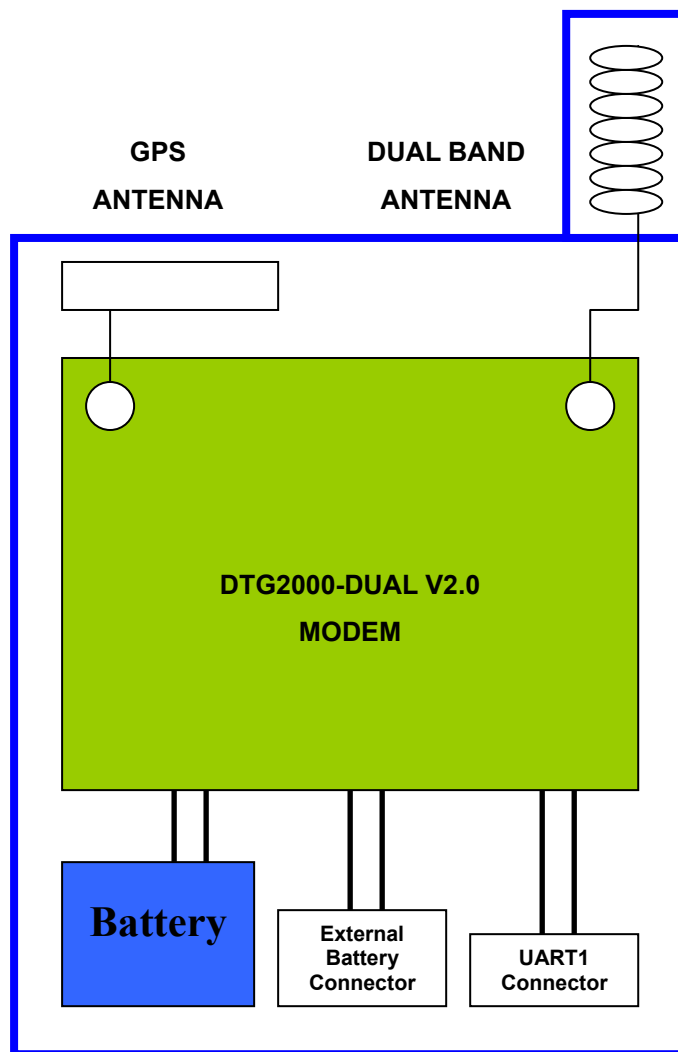 GPS
ANTENNA
DUAL BAND
ANTENNA
DTG2000-DUAL V2.0
MODEM
Battery
External
Battery
Connector
UART1
Connector